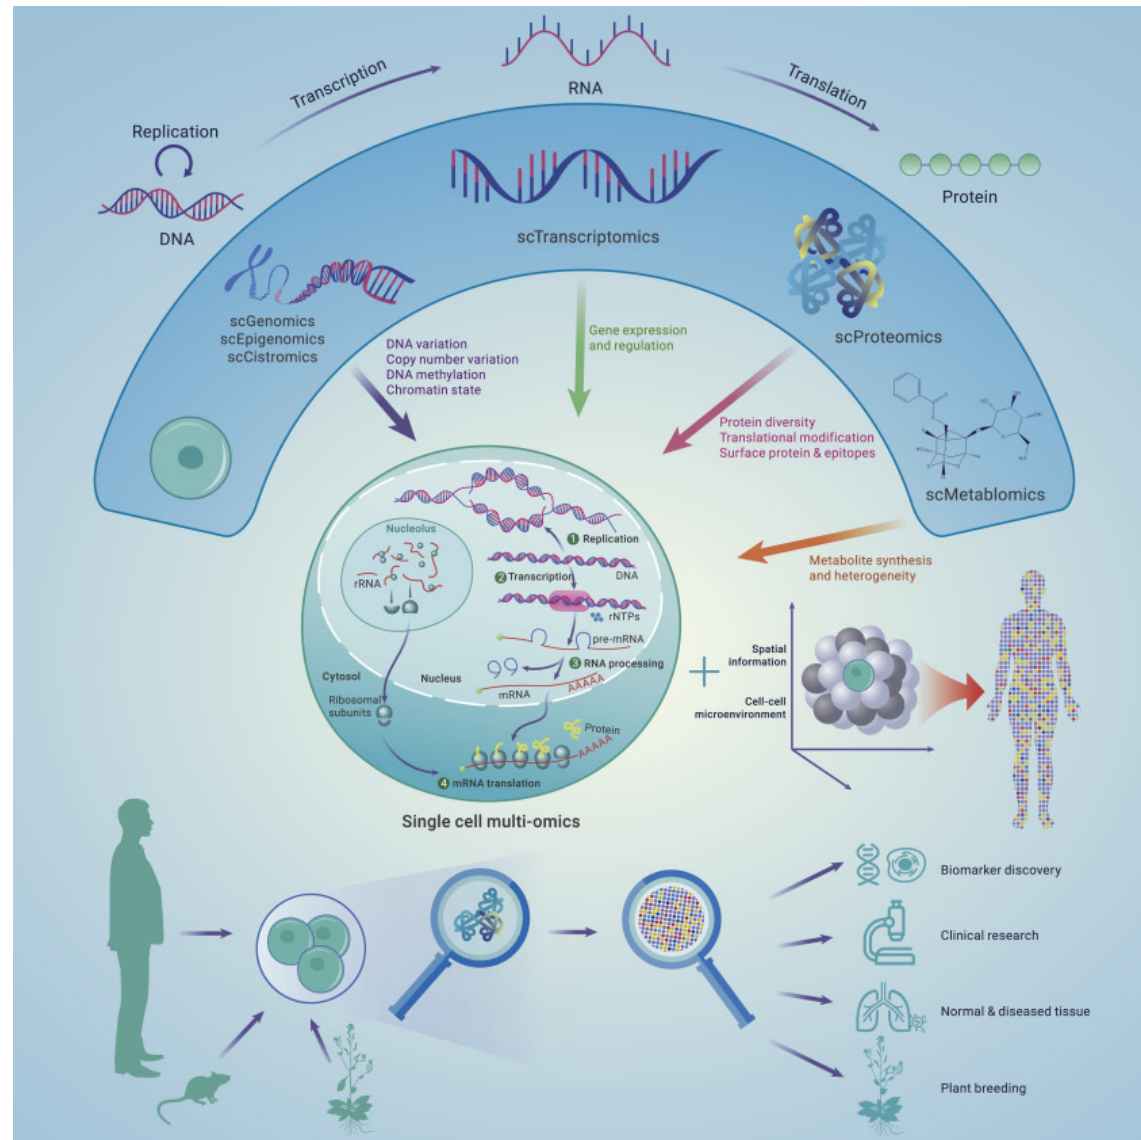 Transcription
RNA
Translation
Replication
DNA
Protein
scTranscriptomics
scGenomics
scEpigenomics
scCistromics
scProteomics
scMetablomics
DNA variation
Copy number variation
DNA methylation
Chromatin state
Gene expression
and regulation
Protein diversity
Translational modification
Surface protein & epitopes
Metabolite synthesis
and heterogeneity
Nucleolus
rRNA
1 Replication
DNA
2 Transcription
rNTPs
pre-mRNA
3 RNA processing
mRNA
AAAAA
Cytosol
Nucleus
Ribosomal
subunits
Protein
AAAAA
4 mRNA translation
Single cell multi-omics
+
Spatial
information
Cell-cell
microenvironment
Biomarker discovery
Clinical research
Normal & diseased tissue
Plant breeding